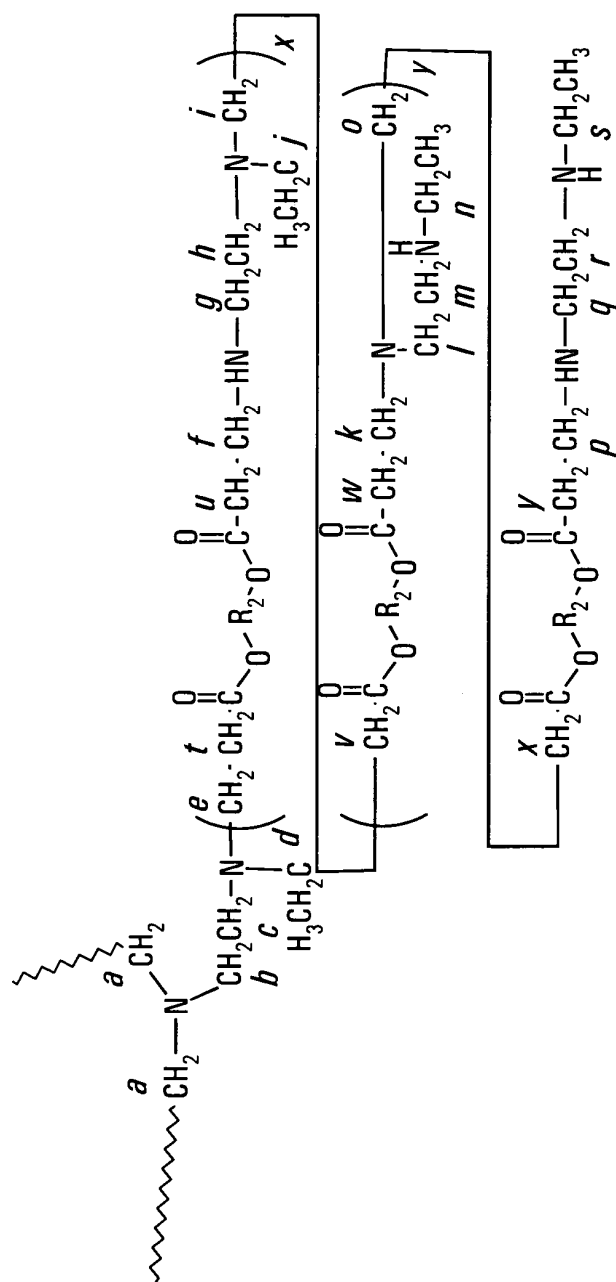 a a e t O O u f g h i
CH₂ CH₂ N CH₂CH₂—N—( CH₂·CH₂·C O R₂ O C–CH₂·CH₂—HN—CH₂CH₂—N—CH₂ )x
b c H₃CH₂C d H₃CH₂C j
v O O w k o
( CH₂·C O R₂ O C–CH₂·CH₂—N CH₂ )y
CH₂CH₂·N—CH₂CH₃
H
l m n
x O O y
CH₂·C O R₂ O C–CH₂·CH₂—HN—CH₂CH₂—N—CH₂CH₃
H
p q r s